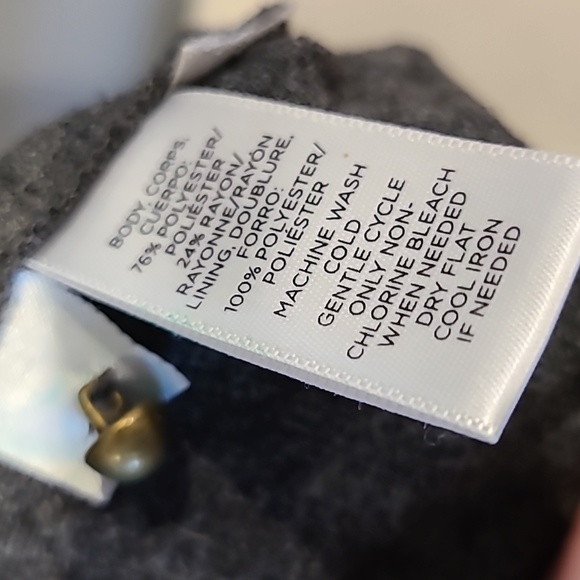 BODY, CORPS,
CUERPO:
76% POLYESTER/
POLIÉSTER
24% RAYON/
RAYONNE/RAYÓN
LINING, DOUBLURE,
FORRO:
100% POLYESTER/
POLIÉSTER
MACHINE WASH
COLD
GENTLE CYCLE
ONLY NON-
CHLORINE BLEACH
WHEN NEEDED
DRY FLAT
COOL IRON
IF NEEDED